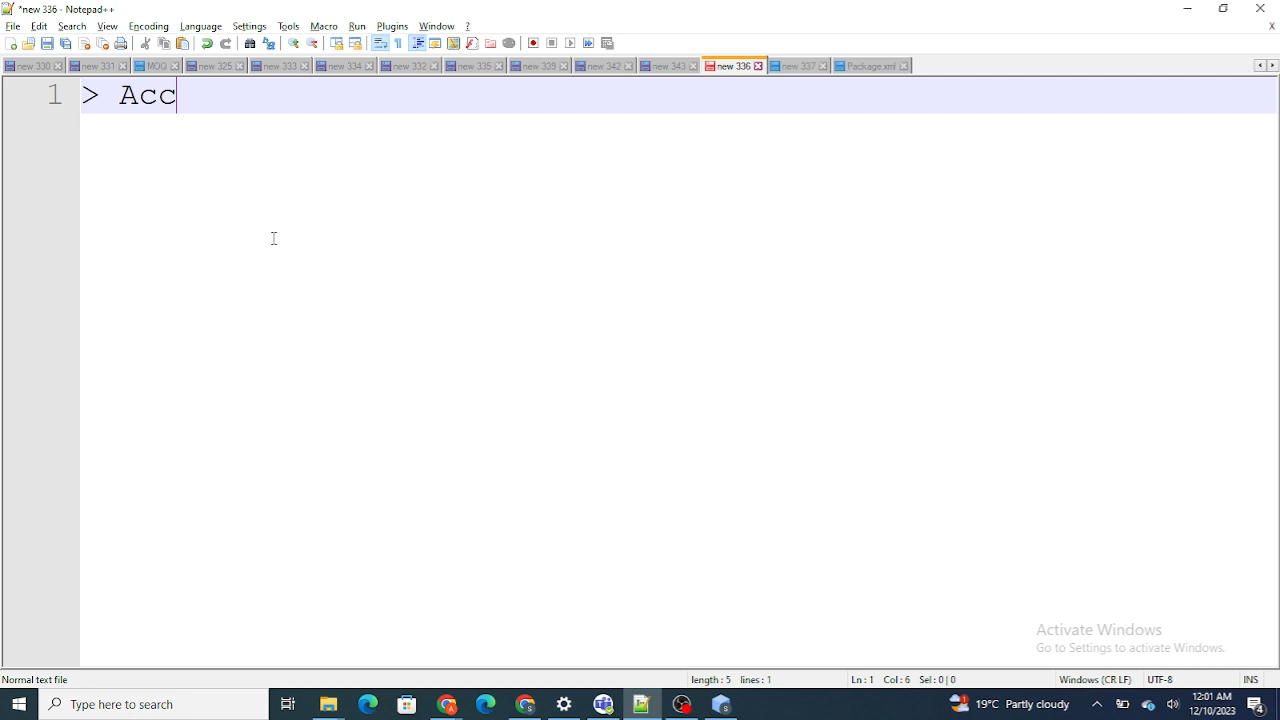 *new 336 - Notepad++
File Edit Search View Encoding Language Settings Tools Macro Run Plugins Window ?
new 330 new 331 MOQ new 325 new 333 new 334 new 332 new 335 new 339 new 342 new 343 new 336 new 337 Package.xml
1 > Acc
Activate Windows
Go to Settings to activate Windows.
Normal text file length : 5 lines : 1 Ln : 1 Col : 6 Sel : 0 | 0 Windows (CR LF) UTF-8 INS
Type here to search 19°C Partly cloudy 12:01 AM
12/10/2023